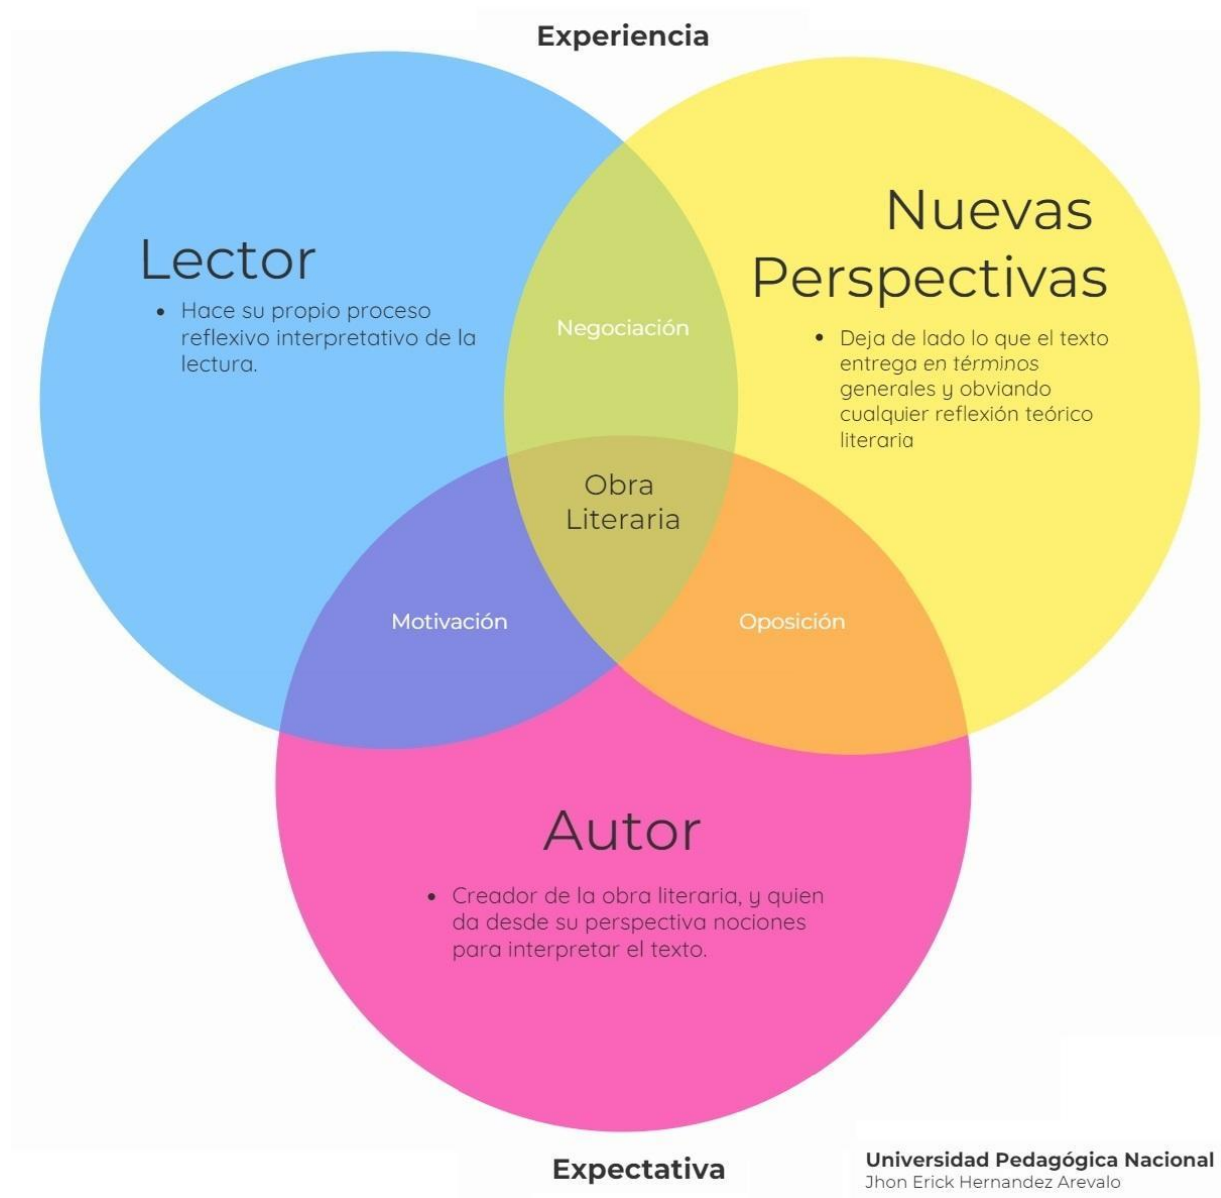 Experiencia
Lector
• Hace su propio proceso
reflexivo interpretativo de la
lectura.
Nuevas
Perspectivas
• Deja de lado lo que el texto
entrega en términos
generales y obviando
cualquier reflexión teórico
literaria
Negociación
Obra
Literaria
Motivación
Oposición
Autor
• Creador de la obra literaria, y quien
da desde su perspectiva nociones
para interpretar el texto.
Expectativa
Universidad Pedagógica Nacional
Jhon Erick Hernandez Arevalo